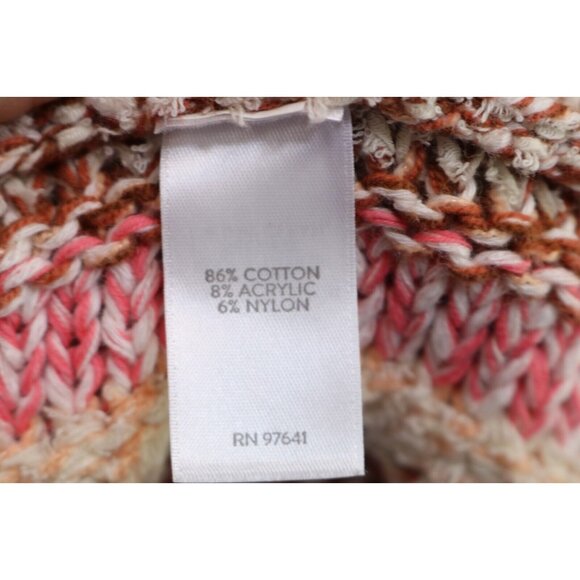 86% COTTON
8% ACRYLIC
6% NYLON
RN 97641